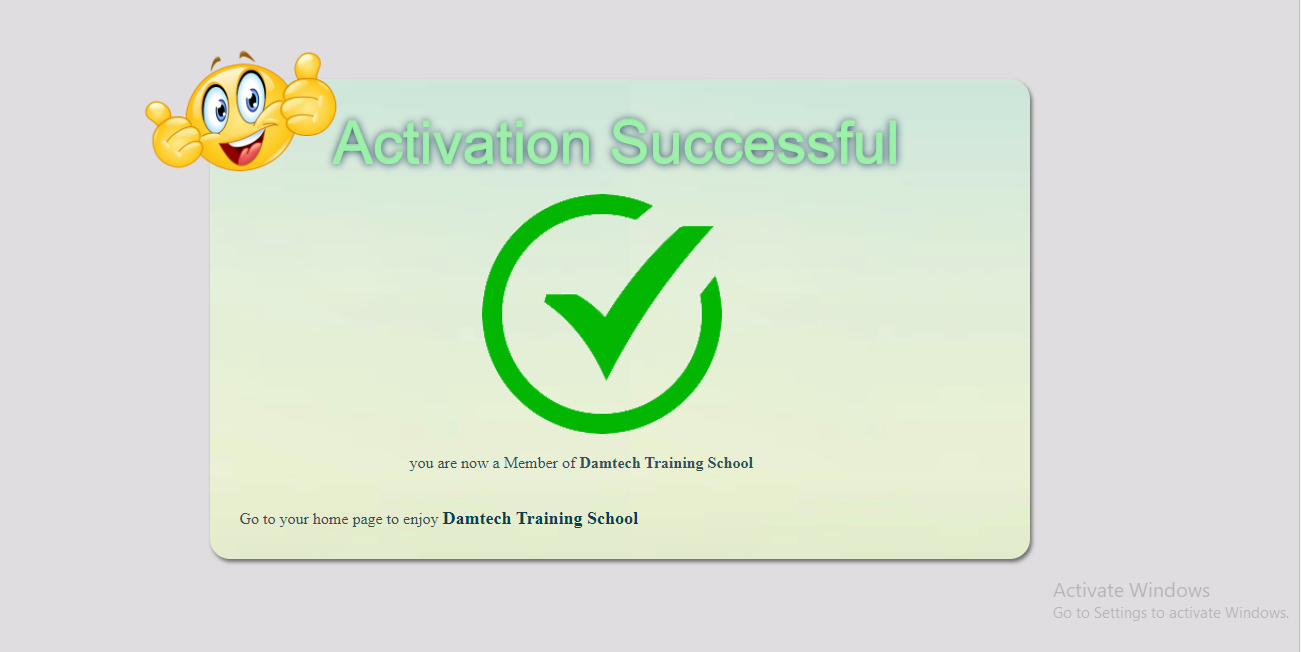 Activation Successful
you are now a Member of Damtech Training School
Go to your home page to enjoy Damtech Training School
Activate Windows
Go to Settings to activate Windows.